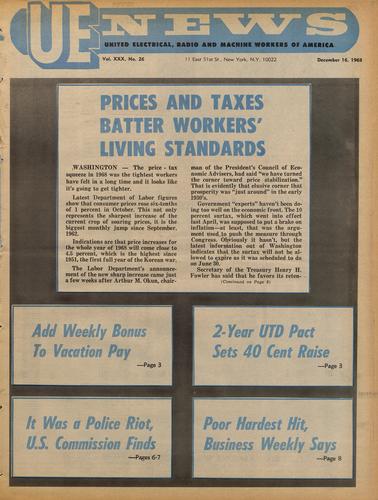 UE NEWS
UNITED ELECTRICAL, RADIO AND MACHINE WORKERS OF AMERICA
Vol. XXX, No. 26 11 East 51st St., New York, N.Y. 10022 December 16, 1968
PRICES AND TAXES
BATTER WORKERS'
LIVING STANDARDS
WASHINGTON — The price - tax
squeeze in 1968 was the tightest workers
have felt in a long time and it looks like
it's going to get tighter.
Latest Department of Labor figures
show that consumer prices rose six-tenths
of 1 percent in October. This not only
represents the sharpest increase of the
current crop of soaring prices, it is the
biggest monthly jump since September,
1962.
Indications are that price increases for
the whole year of 1968 will come close to
4.5 percent, which is the highest since
1951, the first full year of the Korean war.
The Labor Department's announce-
ment of the new sharp increase came just
a few weeks after Arthur M. Okun, chair-
man of the President's Council of Eco-
nomic Advisers, had said "we have turned
the corner toward price stabilization."
That is evidently that elusive corner that
prosperity was "just around" in the early
1930's.
Government "experts" haven't been do-
ing too well on the economic front. The 10
percent surtax, which went into effect
last April, was supposed to put a brake on
inflation—at least, that was the argu-
ment used to push the measure through
Congress. Obviously it hasn't, but the
latest information out of Washington
indicates that the surtax will not be al-
lowed to expire as it was scheduled to do
on June 30.
Secretary of the Treasury Henry H.
Fowler has said that he favors its reten-
(Continued on Page 8)
Add Weekly Bonus
To Vacation Pay
—Page 3
2-Year UTD Pact
Sets 40 Cent Raise
—Page 3
It Was a Police Riot,
U.S. Commission Finds
—Pages 6-7
Poor Hardest Hit,
Business Weekly Says
—Page 8